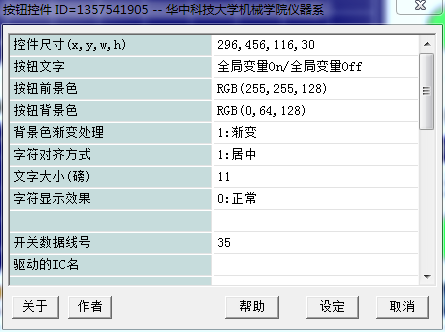 按钮控件 ID=1357541905 -- 华中科技大学机械学院仪器系
控件尺寸(x,y,w,h) 296,456,116,30
按钮文字 全局变量On/全局变量Off
按钮前景色 RGB(255,255,128)
按钮背景色 RGB(0,64,128)
背景色渐变处理 1:渐变
字符对齐方式 1:居中
文字大小(磅) 11
字符显示效果 0:正常
开关数据线号 35
驱动的IC名
关于 作者 帮助 设定 取消